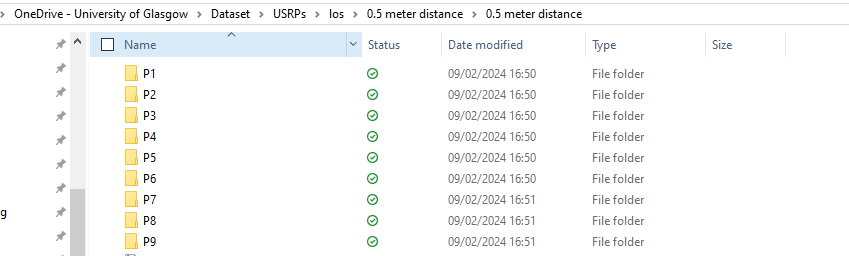 OneDrive - University of Glasgow > Dataset > USRPs > los > 0.5 meter distance > 0.5 meter distance
Name Status Date modified Type Size
P1 09/02/2024 16:50 File folder
P2 09/02/2024 16:50 File folder
P3 09/02/2024 16:50 File folder
P4 09/02/2024 16:50 File folder
P5 09/02/2024 16:50 File folder
P6 09/02/2024 16:50 File folder
P7 09/02/2024 16:51 File folder
g P8 09/02/2024 16:51 File folder
P9 09/02/2024 16:51 File folder